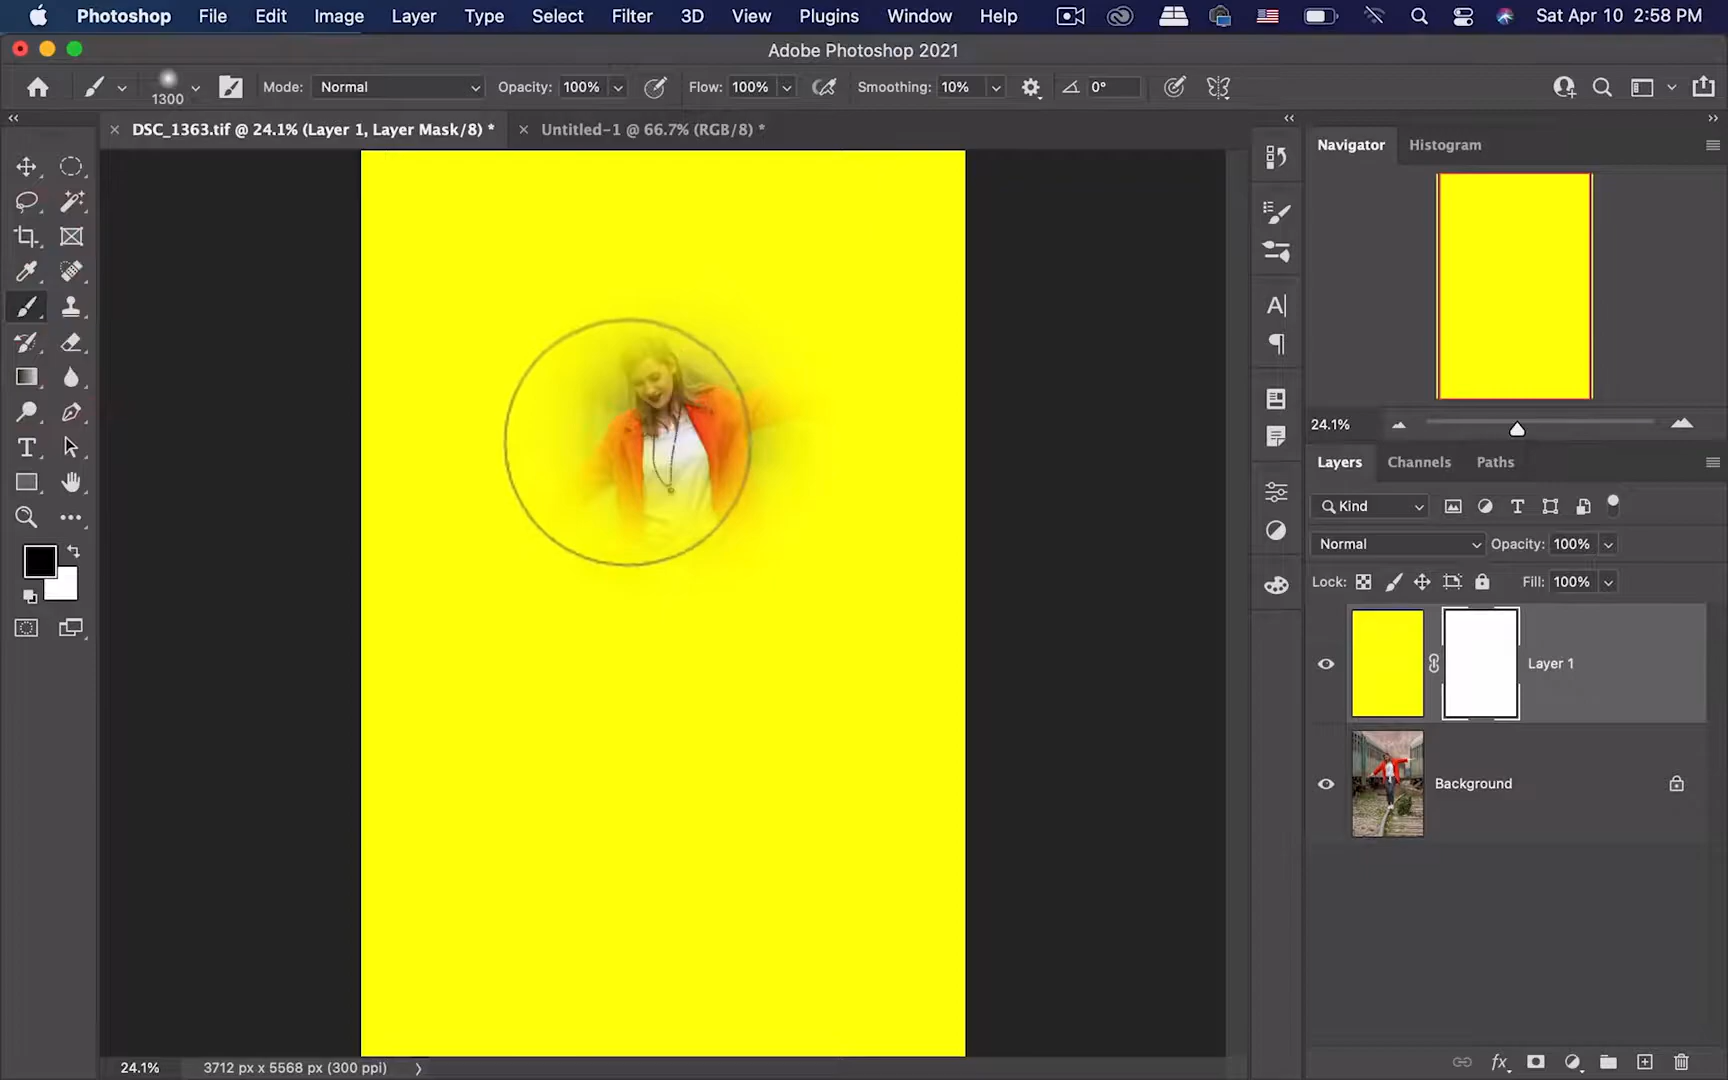 Photoshop File Edit Image Layer Type Select Filter 3D View Plugins Window Help Sat Apr 10 2:58 PM
Adobe Photoshop 2021
1300 Mode: Normal Opacity: 100% Flow: 100% Smoothing: 10% 0°
DSC_1363.tif @ 24.1% (Layer 1, Layer Mask/8) * Untitled-1 @ 66.7% (RGB/8) *
Navigator Histogram
24.1%
Layers Channels Paths
Kind
Normal Opacity: 100%
Lock: Fill: 100%
Layer 1
Background
24.1% 3712 px x 5568 px (300 ppi)